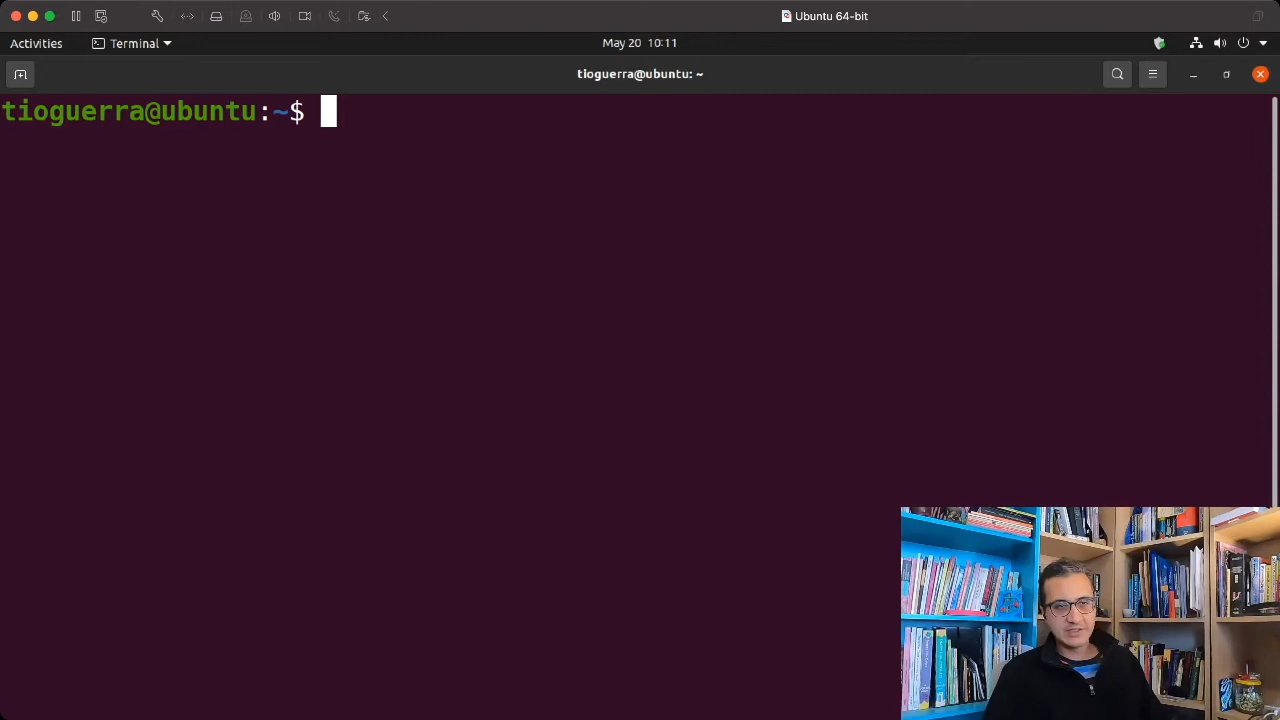 Ubuntu 64-bit
Activities
Terminal
May 20 10:11
tioguerra@ubuntu: ~
tioguerra@ubuntu:~$